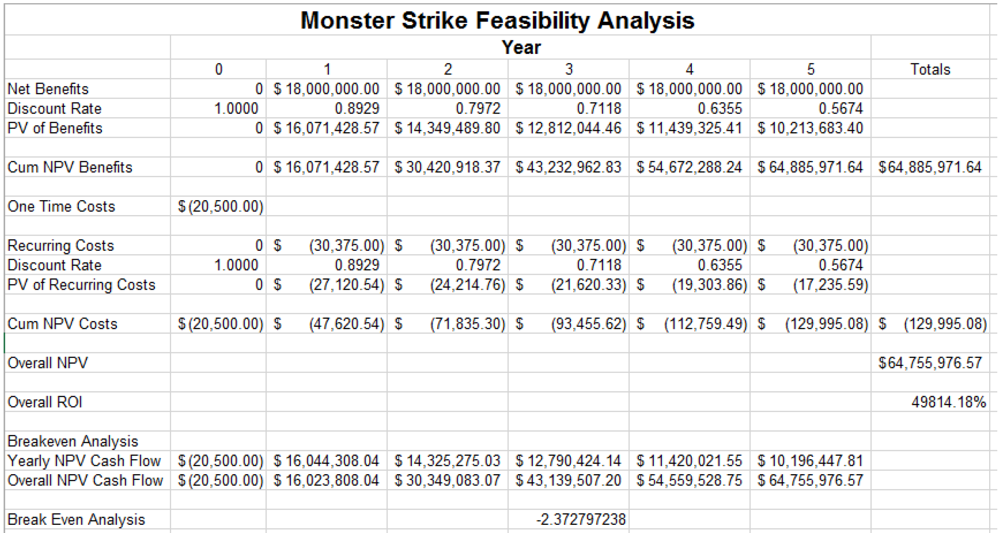 Monster Strike Feasibility Analysis
Year
0 1 2 3 4 5 Totals
Net Benefits 0 $ 18,000,000.00 $ 18,000,000.00 $ 18,000,000.00 $ 18,000,000.00 $ 18,000,000.00
Discount Rate 1.0000 0.8929 0.7972 0.7118 0.6355 0.5674
PV of Benefits 0 $ 16,071,428.57 $ 14,349,489.80 $ 12,812,044.46 $ 11,439,325.41 $ 10,213,683.40
Cum NPV Benefits 0 $ 16,071,428.57 $ 30,420,918.37 $ 43,232,962.83 $ 54,672,288.24 $ 64,885,971.64 $64,885,971.64
One Time Costs $ (20,500.00)
Recurring Costs 0 $ (30,375.00) $ (30,375.00) $ (30,375.00) $ (30,375.00) $ (30,375.00)
Discount Rate 1.0000 0.8929 0.7972 0.7118 0.6355 0.5674
PV of Recurring Costs 0 $ (27,120.54) $ (24,214.76) $ (21,620.33) $ (19,303.86) $ (17,235.59)
Cum NPV Costs $ (20,500.00) $ (47,620.54) $ (71,835.30) $ (93,455.62) $ (112,759.49) $ (129,995.08) $ (129,995.08)
Overall NPV $64,755,976.57
Overall ROI 49814.18%
Breakeven Analysis
Yearly NPV Cash Flow $ (20,500.00) $ 16,044,308.04 $ 14,325,275.03 $ 12,790,424.14 $ 11,420,021.55 $ 10,196,447.81
Overall NPV Cash Flow $ (20,500.00) $ 16,023,808.04 $ 30,349,083.07 $ 43,139,507.20 $ 54,559,528.75 $ 64,755,976.57
Break Even Analysis -2.372797238